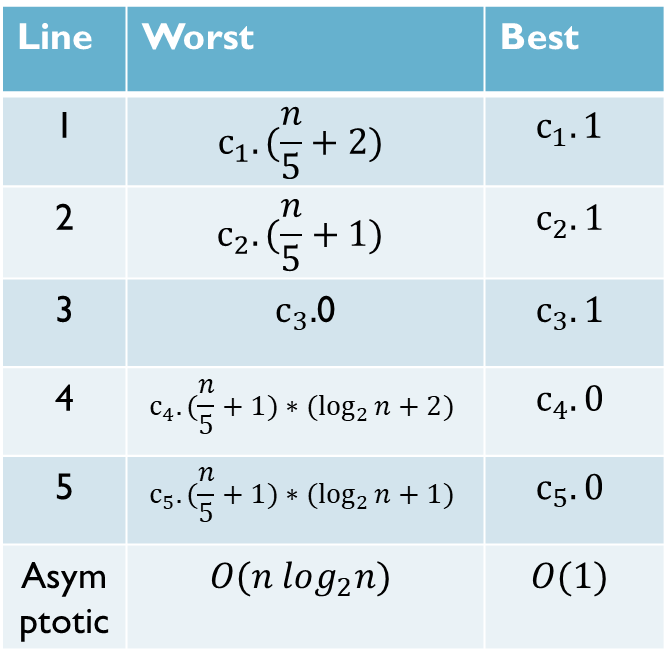 Line Worst Best
1 c₁.(n/5 + 2) c₁. 1
2 c₂.(n/5 + 1) c₂. 1
3 c₃.0 c₃. 1
4 c₄.(n/5 + 1) ∗ (log₂ n + 2) c₄. 0
5 c₅.(n/5 + 1) ∗ (log₂ n + 1) c₅. 0
Asym O(n log₂n) O(1)
ptotic